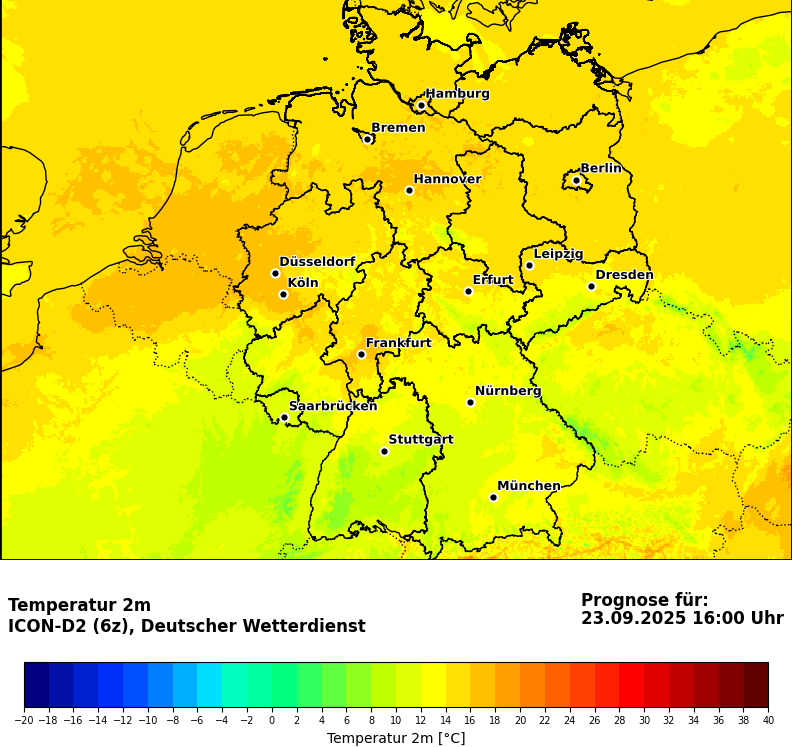 Hamburg
Bremen
Berlin
Hannover
Leipzig
Düsseldorf
Dresden
Köln
Erfurt
Frankfurt
Nürnberg
Saarbrücken
Stuttgart
München
Temperatur 2m
ICON-D2 (6z), Deutscher Wetterdienst
Prognose für:
23.09.2025 16:00 Uhr
−20 −18 −16 −14 −12 −10 −8 −6 −4 −2 0 2 4 6 8 10 12 14 16 18 20 22 24 26 28 30 32 34 36 38 40
Temperatur 2m [°C]